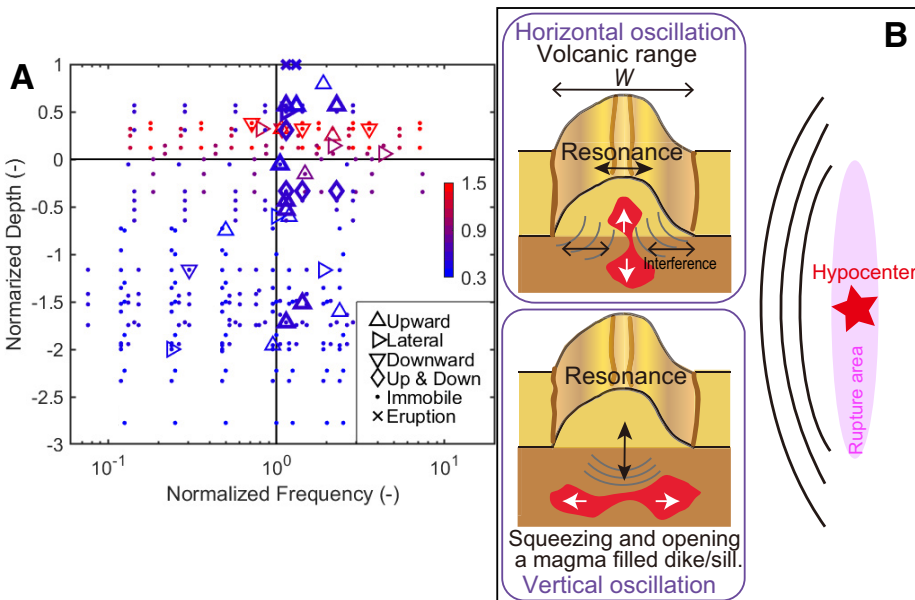 A
Normarized Depth (-)
1
0.5
0
-0.5
-1
-1.5
-2
-2.5
-3
10-1
100
101
Normalized Frequency (-)
1.5
0.9
0.3
Upward
Lateral
Downward
Up & Down
Immobile
Eruption
B
Horizontal oscillation
Volcanic range
W
Resonance
Interference
Resonance
Squeezing and opening
a magma filled dike/sill.
Vertical oscillation
Hypocenter
Rupture area